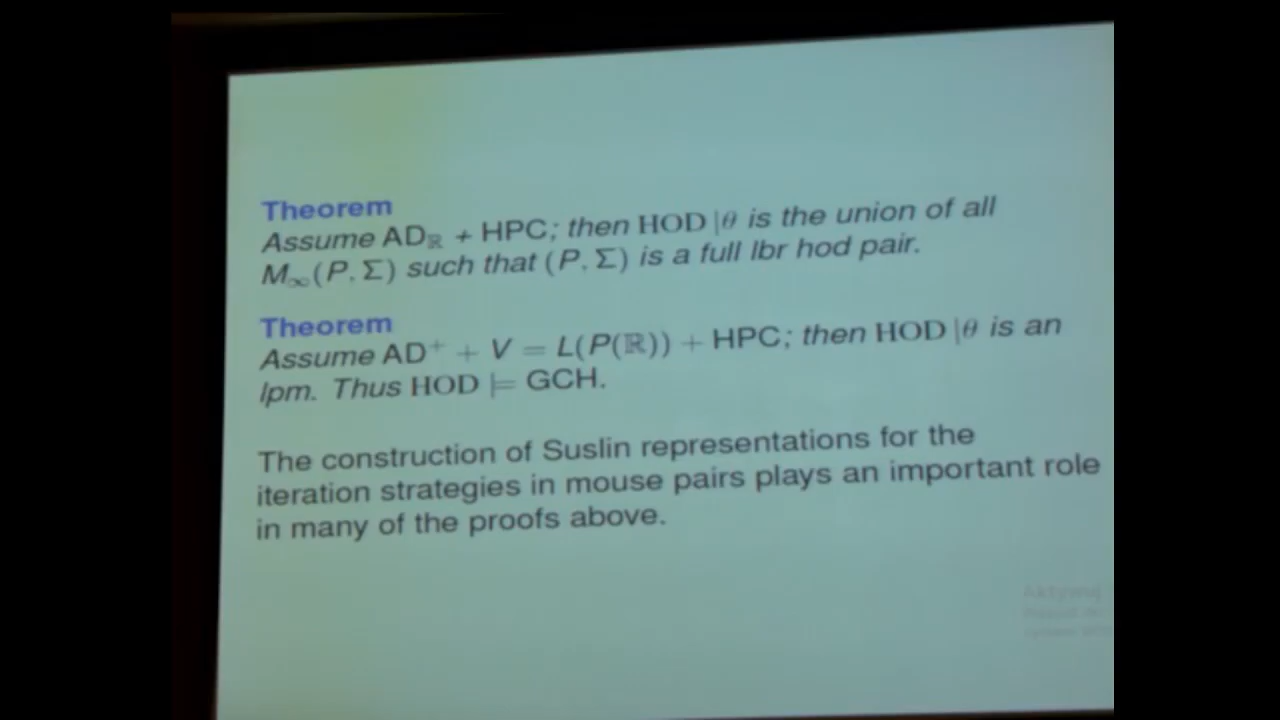 Theorem
Assume ADℝ + HPC; then HOD |θ is the union of all
M∞(P, Σ) such that (P, Σ) is a full lbr hod pair.
Theorem
Assume AD⁺ + V = L(P(ℝ)) + HPC; then HOD |θ is an
lpm. Thus HOD ⊨ GCH.
The construction of Suslin representations for the
iteration strategies in mouse pairs plays an important role
in many of the proofs above.